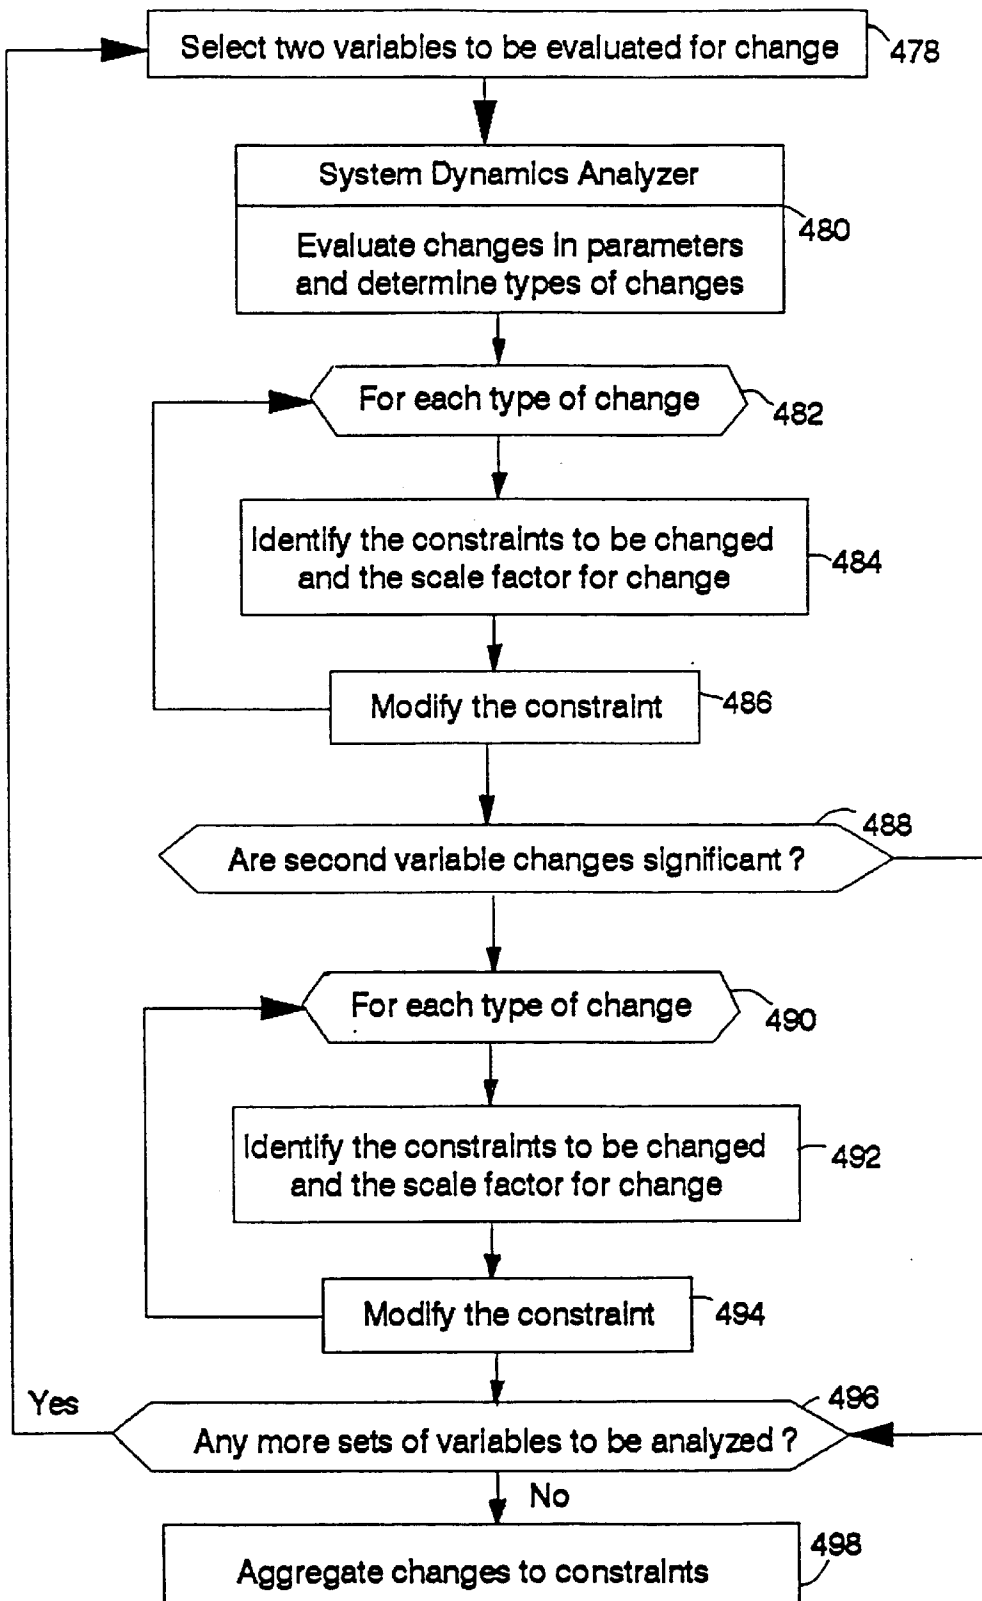 Select two variables to be evaluated for change
478
System Dynamics Analyzer
480
Evaluate changes in parameters
and determine types of changes
For each type of change
482
Identify the constraints to be changed
and the scale factor for change
484
Modify the constraint
486
488
Are second variable changes significant ?
For each type of change
490
Identify the constraints to be changed
and the scale factor for change
492
Modify the constraint
494
Yes
496
Any more sets of variables to be analyzed ?
No
498
Aggregate changes to constraints